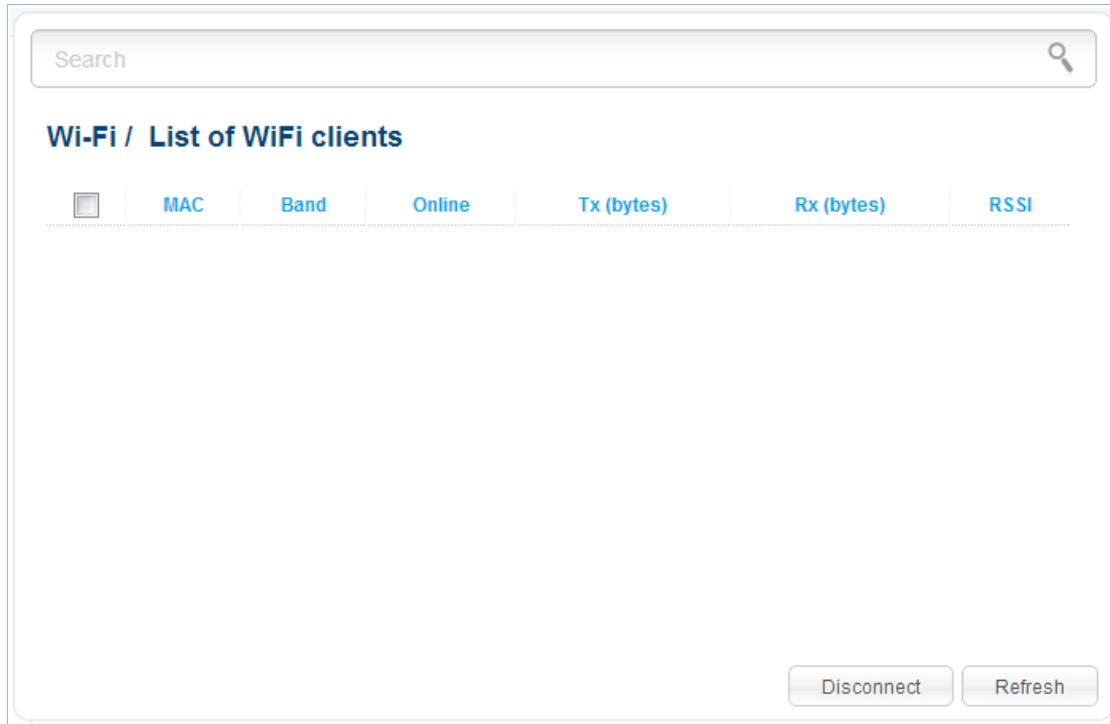 Search
Wi-Fi / List of WiFi clients
MAC Band Online Tx (bytes) Rx (bytes) RSSI
Disconnect Refresh